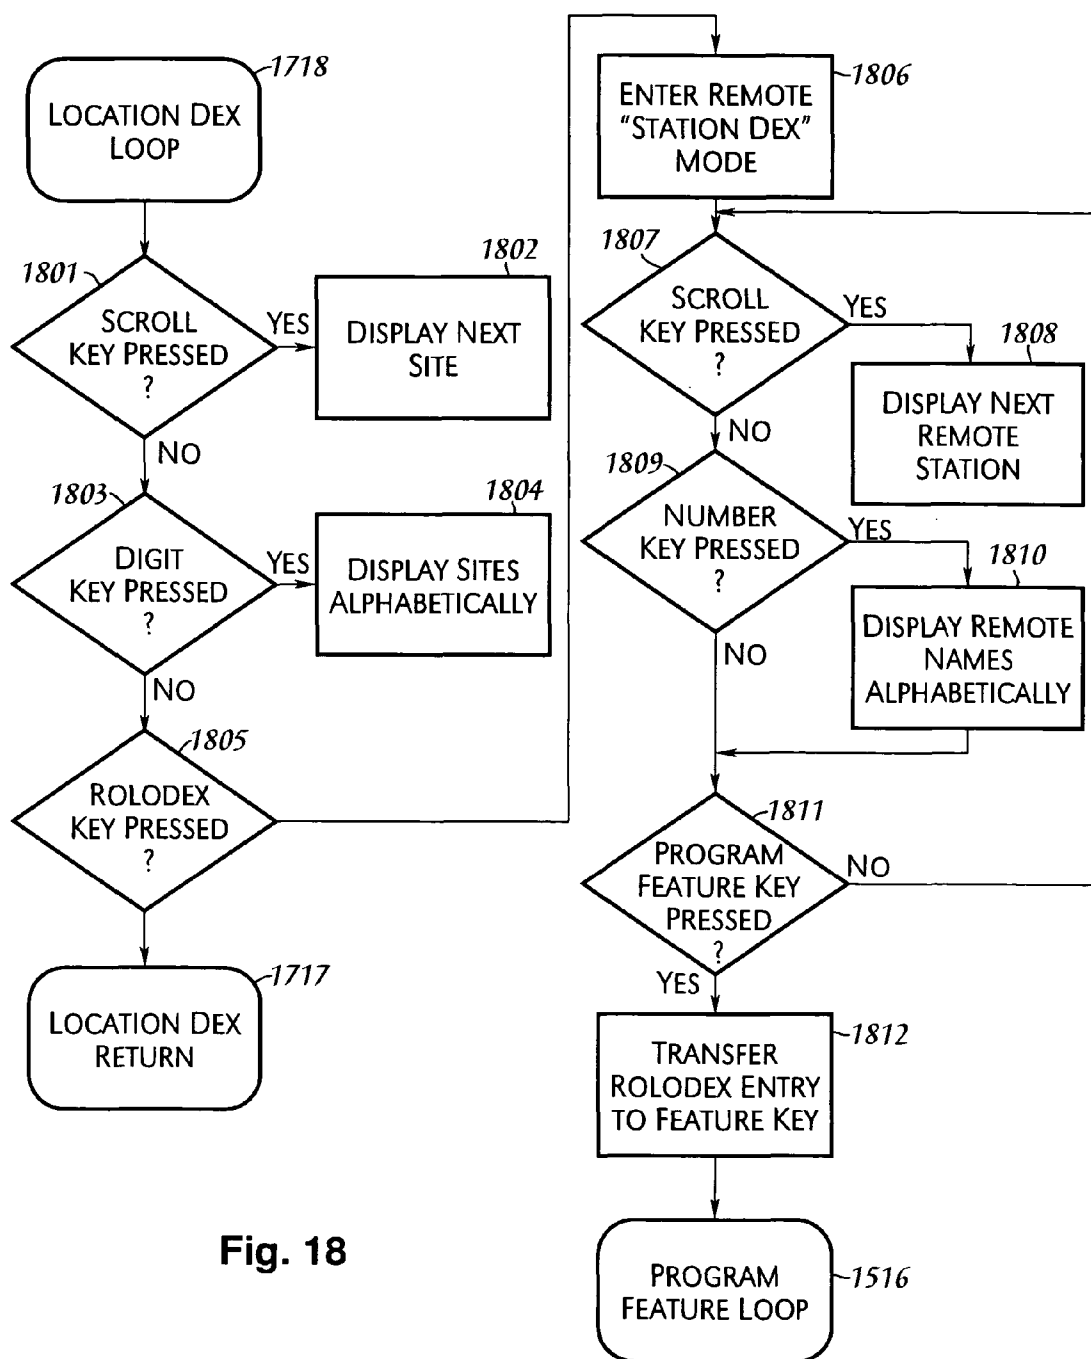 1718
LOCATION DEX
LOOP
1801
SCROLL
KEY PRESSED
?
YES
1802
DISPLAY NEXT
SITE
NO
1803
DIGIT
KEY PRESSED
?
YES
1804
DISPLAY SITES
ALPHABETICALLY
NO
1805
ROLODEX
KEY PRESSED
?
1717
LOCATION DEX
RETURN
1806
ENTER REMOTE
“STATION DEX”
MODE
1807
SCROLL
KEY PRESSED
?
YES
1808
DISPLAY NEXT
REMOTE
STATION
NO
1809
NUMBER
KEY PRESSED
?
YES
1810
DISPLAY REMOTE
NAMES
ALPHABETICALLY
NO
1811
PROGRAM
FEATURE KEY
PRESSED
?
NO
YES
1812
TRANSFER
ROLODEX ENTRY
TO FEATURE KEY
1516
PROGRAM
FEATURE LOOP
Fig. 18